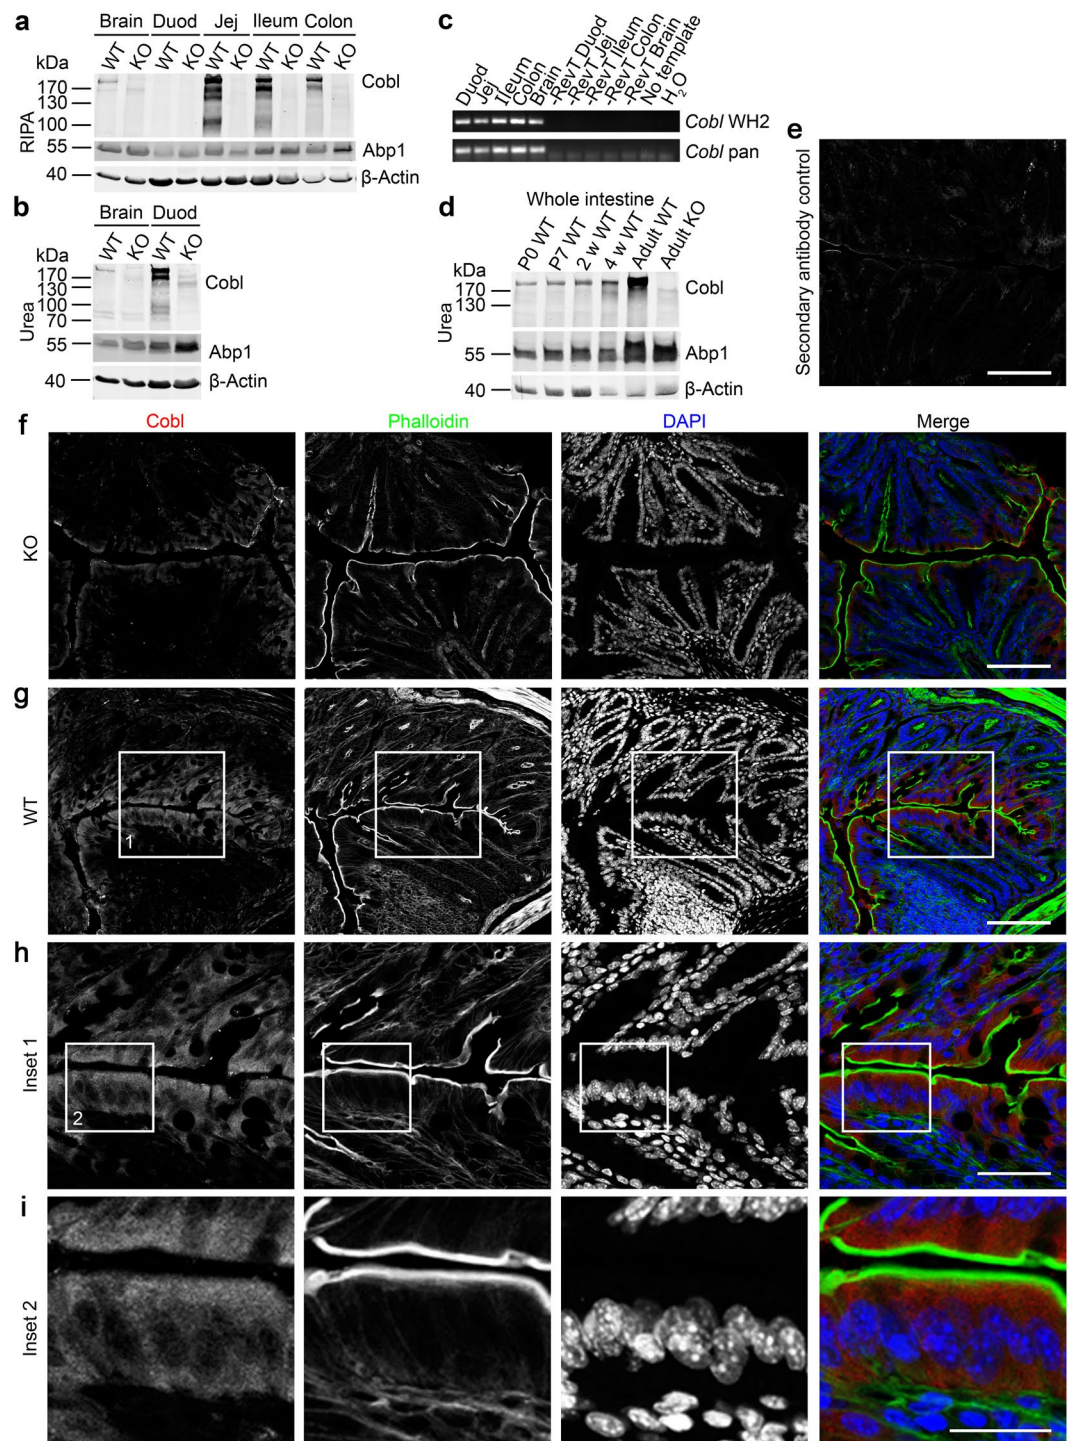 a
Brain Duod Jej Ileum Colon
WT KO WT KO WT KO WT KO WT KO
kDa
170
130
100
55
40
RIPA
Cobl
Abp1
β-Actin
b
Brain Duod
WT KO WT KO
kDa
170
130
100
70
55
40
Urea
Cobl
Abp1
β-Actin
c
Duod
Jej
Ileum
Colon
Brain
-RevT Duod
-RevT Jej
-RevT Ileum
-RevT Colon
-RevT Brain
No template
H2O
Cobl WH2
Cobl pan
d
Whole intestine
P0 WT
P7 WT
2 w WT
4 w WT
Adult WT
Adult KO
kDa
170
130
55
40
Urea
Cobl
Abp1
β-Actin
e
Secondary antibody control
f
Cobl Phalloidin DAPI Merge
KO
g
WT
1
h
Inset 1
2
i
Inset 2